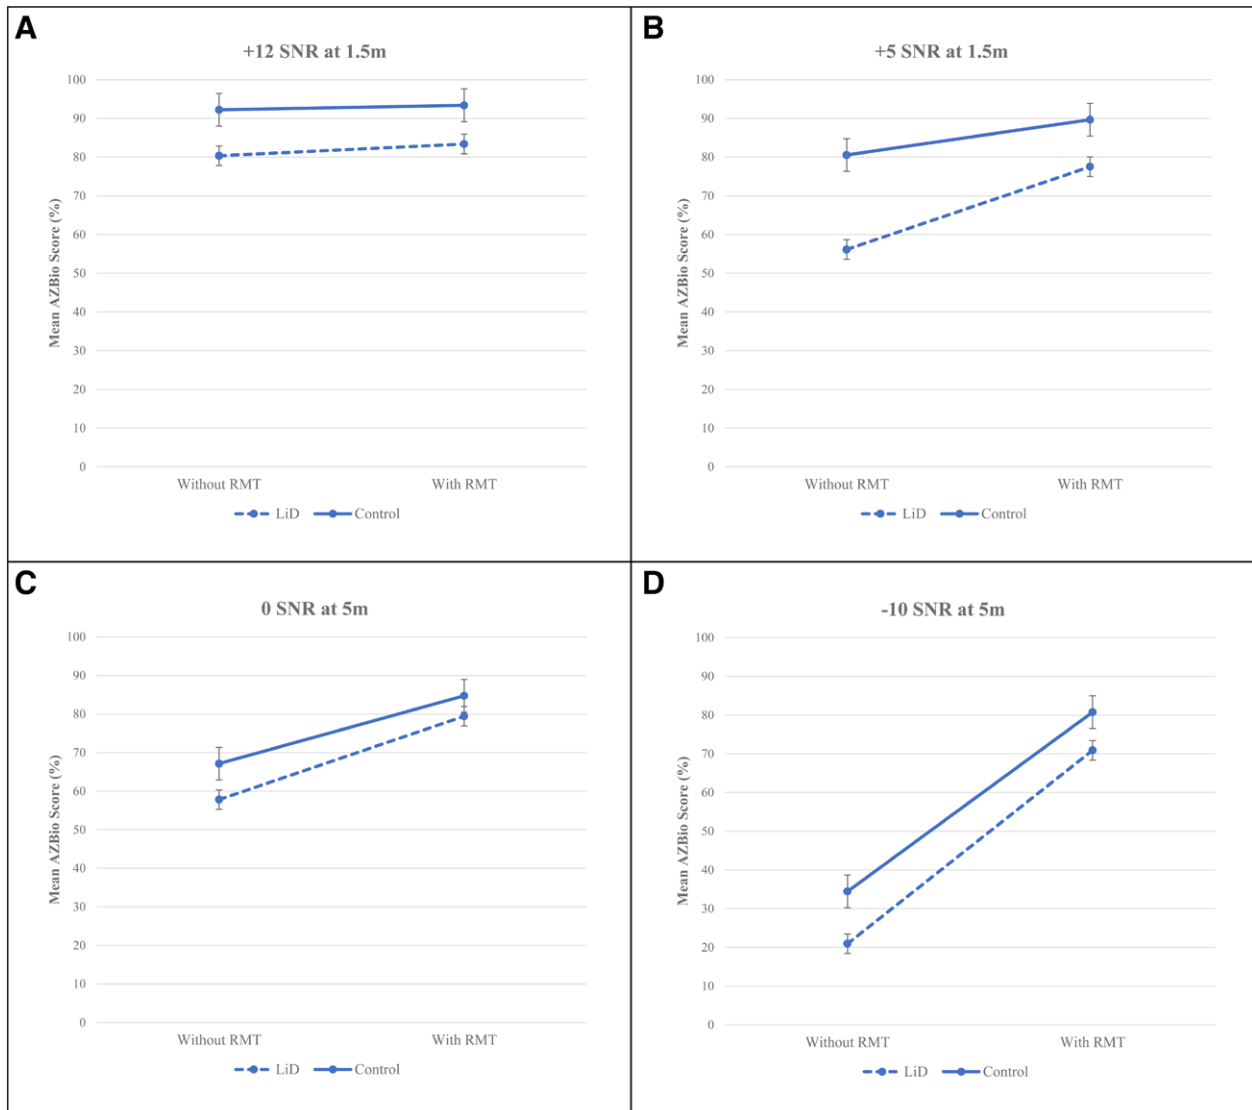 A
+12 SNR at 1.5m
Mean AZBio Score (%)
100
90
80
70
60
50
40
30
20
10
0
Without RMT With RMT
LiD Control
B
+5 SNR at 1.5m
Mean AZBio Score (%)
100
90
80
70
60
50
40
30
20
10
0
Without RMT With RMT
LiD Control
C
0 SNR at 5m
Mean AZBio Score (%)
100
90
80
70
60
50
40
30
20
10
0
Without RMT With RMT
LiD Control
D
-10 SNR at 5m
Mean AZBio Score (%)
100
90
80
70
60
50
40
30
20
10
0
Without RMT With RMT
LiD Control